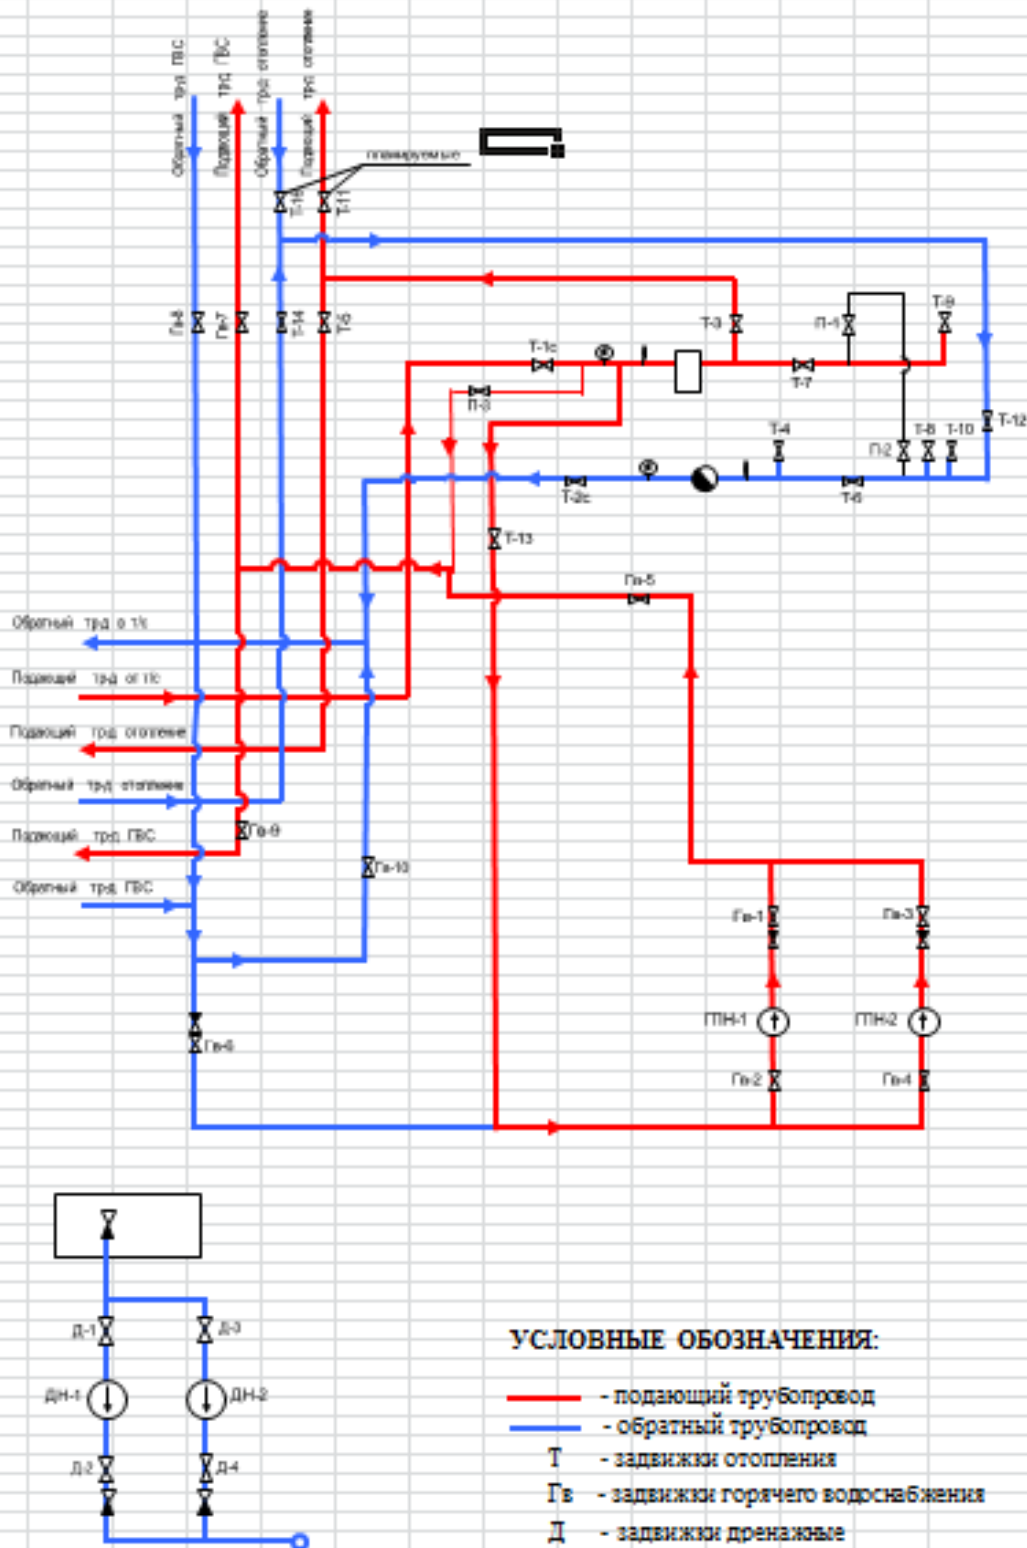 Обратный трд ГВС
Подающий трд ГВС
Обратный трд отопление
Подающий трд отопление
планируемые
Т-11
Гв-8
Гв-7
Т-14
Т-5
Т-3
П-1
Т-9
Т-1с
Т-7
П-3
Т-12
Т-4
П-2
Т-8
Т-10
Т-2с
Т-6
Т-13
Гв-5
Обратный трд в т/с
Подающий трд от т/с
Подающий трд отопление
Обратный трд отопление
Гв-9
Подающий трд ГВС
Гв-10
Обратный трд ГВС
Гв-1
Гв-3
ГПН-1
ГПН-2
Гв-6
Гв-2
Гв-4
Д-1
Д-3
ДН-1
ДН-2
Д-2
Д-4
УСЛОВНЫЕ ОБОЗНАЧЕНИЯ:
- подающий трубопровод
- обратный трубопровод
Т - задвижки отопления
Гв - задвижки горячего водоснабжения
Д - задвижки дренажные